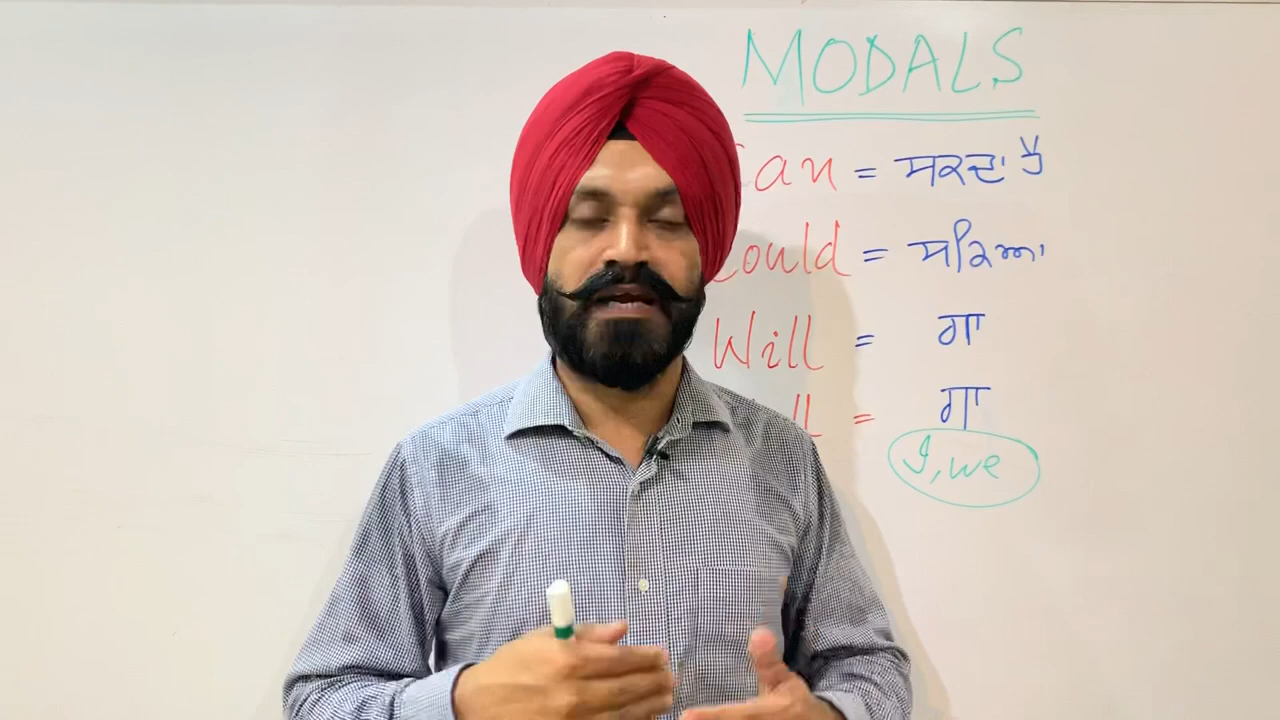 MODALS
Can = ਸਕਦਾ ਹੈ
Could = ਸਕਿਆ
Will = ਗਾ
= ਗਾ
I, we